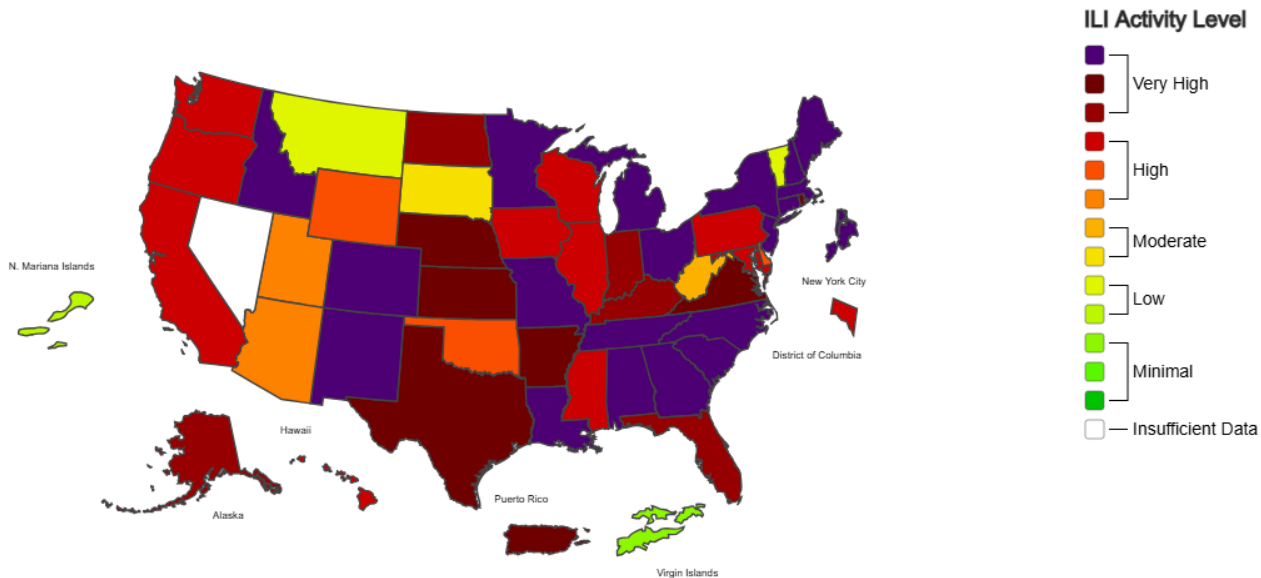 ILI Activity Level
Very High
High
Moderate
Low
Minimal
Insufficient Data
N. Mariana Islands
New York City
District of Columbia
Hawaii
Alaska
Puerto Rico
Virgin Islands